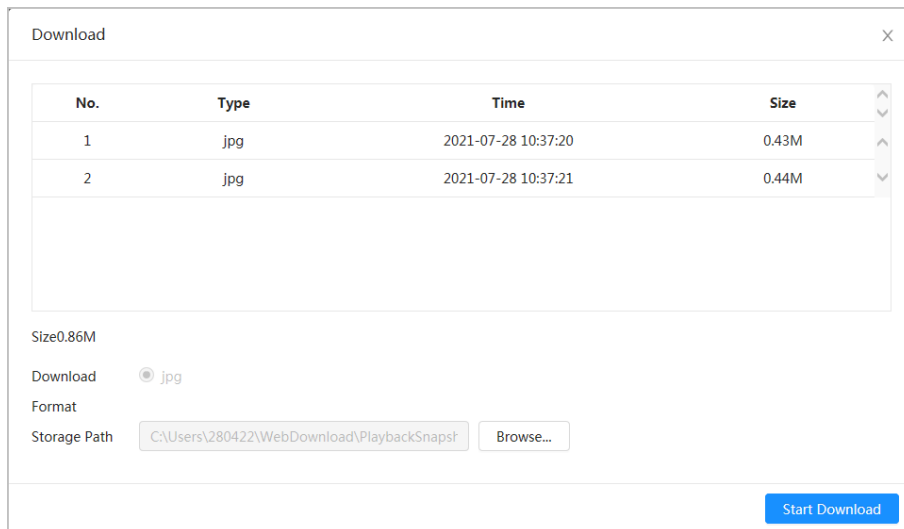 Download
No. Type Time Size
1 jpg 2021-07-28 10:37:20 0.43M
2 jpg 2021-07-28 10:37:21 0.44M
Size0.86M
Download jpg
Format
Storage Path C:\Users\280422\WebDownload\PlaybackSnapsh Browse...
Start Download